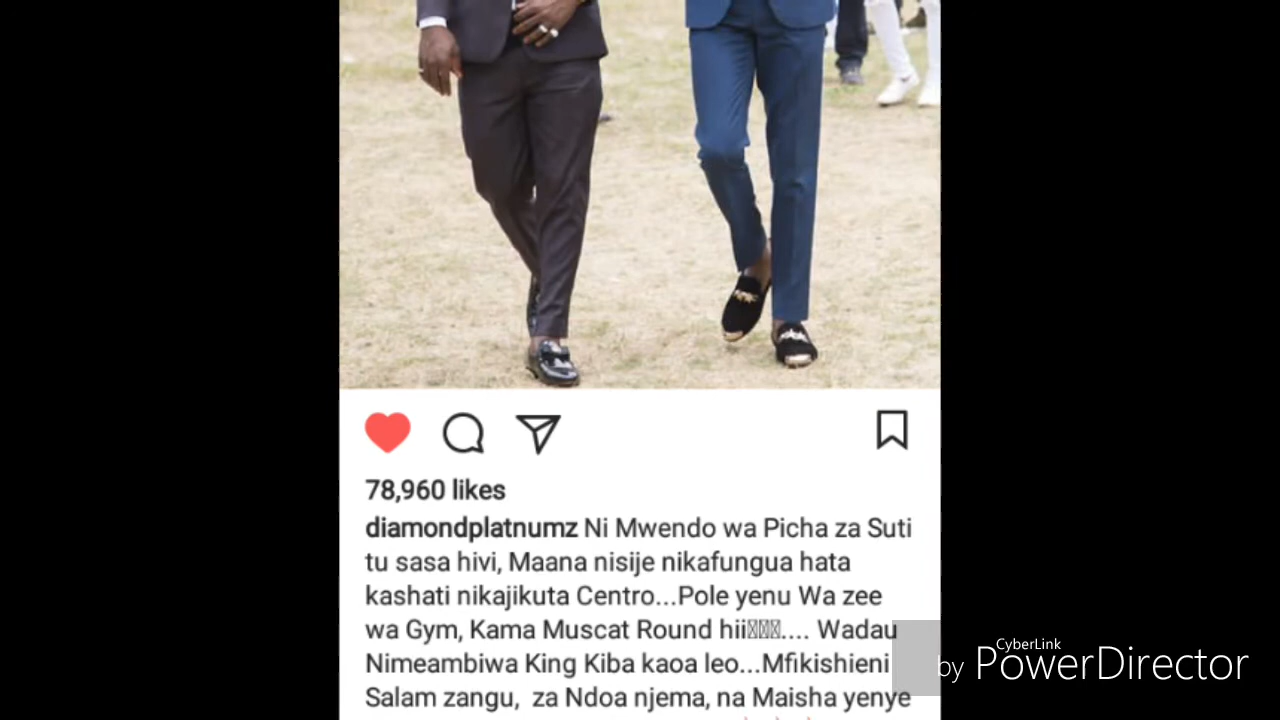 78,960 likes
diamondplatnumz Ni Mwendo wa Picha za Suti
tu sasa hivi, Maana nisije nikafungua hata
kashati nikajikuta Centro...Pole yenu Wa zee
wa Gym, Kama Muscat Round hii.... Wadau
Nimeambiwa King Kiba kaoa leo...Mfikishieni
Salam zangu, za Ndoa njema, na Maisha yenye
CyberLink
by PowerDirector